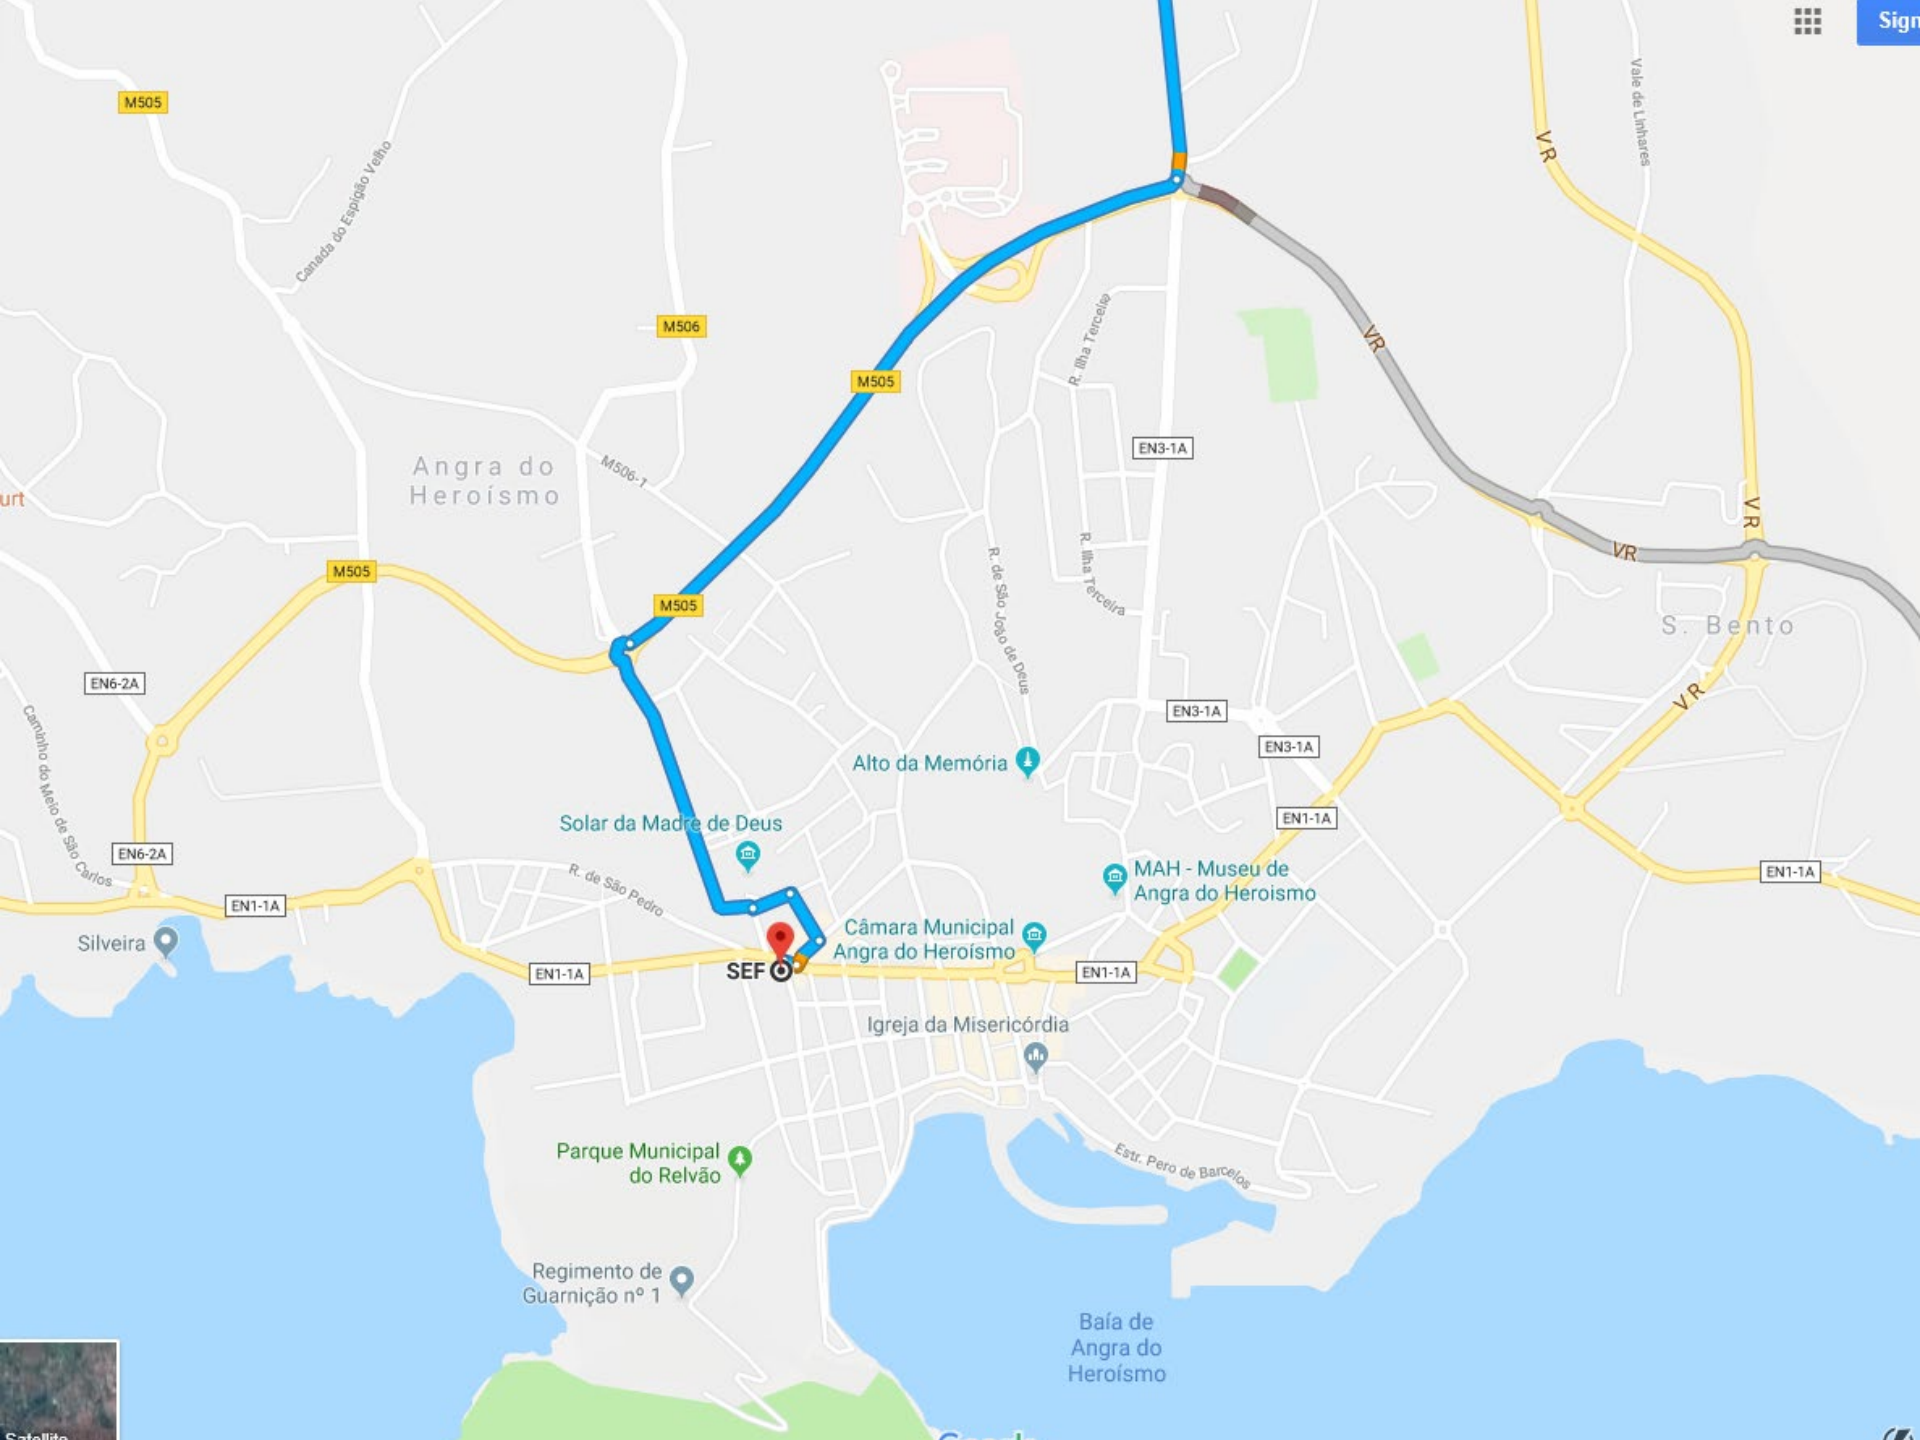 Sign
M505
Canada do Espigão Velho
M506
VR
Vale de Linhares
R. Ilha Terceira
VR
M505
EN3-1A
urt
Angra do
Heroísmo
M506-1
VR
VR
M505
M505
R. de São João de Deus
R. Ilha Terceira
S. Bento
EN6-2A
Caminho do Meio de São Carlos
EN3-1A
EN3-1A
VR
Alto da Memória
Solar da Madre de Deus
EN1-1A
EN6-2A
R. de São Pedro
MAH - Museu de
Angra do Heroismo
EN1-1A
EN1-1A
Silveira
Câmara Municipal
Angra do Heroísmo
EN1-1A
SEF
EN1-1A
Igreja da Misericórdia
Parque Municipal
do Relvão
Estr. Pero de Barcelos
Regimento de
Guarnição nº 1
Baía de
Angra do
Heroísmo